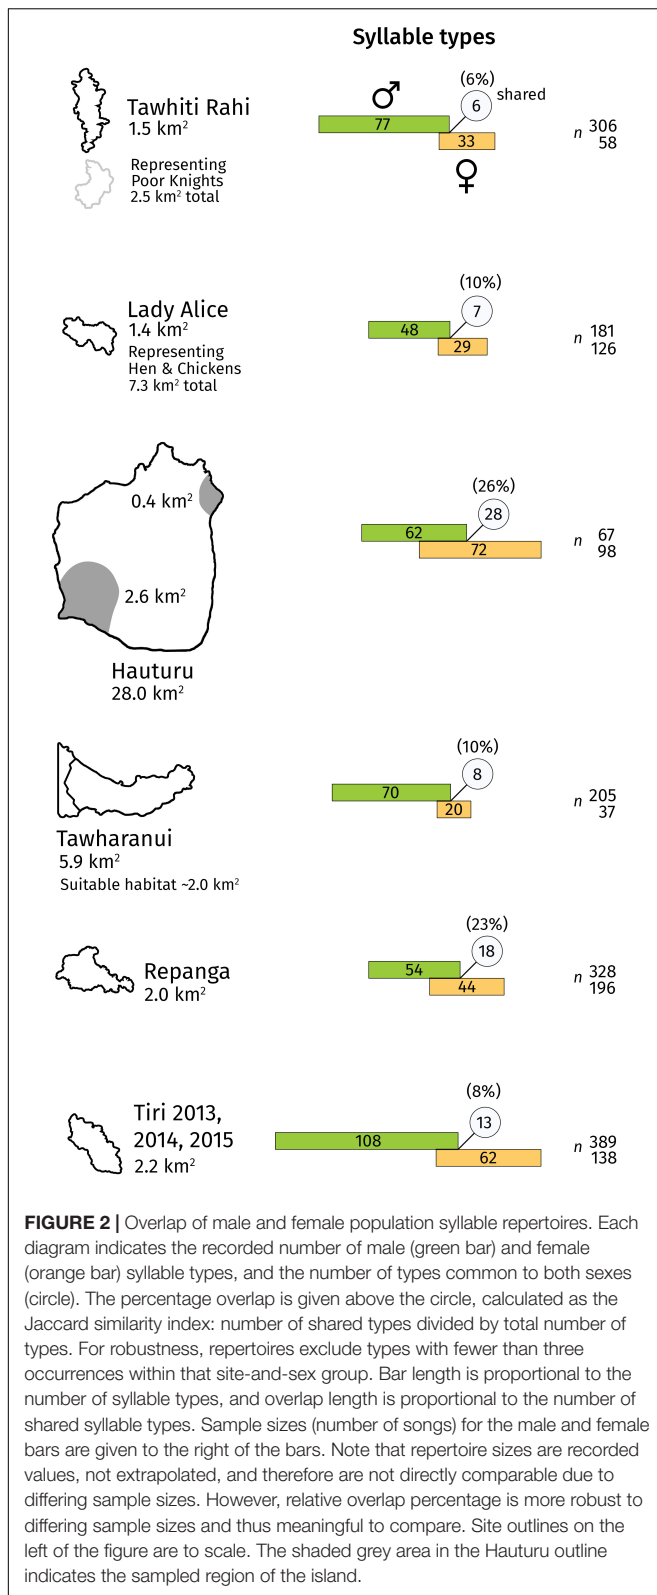 Syllable types
Tawhiti Rahi
1.5 km²
Representing
Poor Knights
2.5 km² total
♂
(6%)
6
shared
77
33
♀
n 306
58
Lady Alice
1.4 km²
Representing
Hen & Chickens
7.3 km² total
(10%)
7
48
29
n 181
126
0.4 km²
2.6 km²
Hauturu
28.0 km²
(26%)
28
62
72
n 67
98
Tawharanui
5.9 km²
Suitable habitat ~2.0 km²
(10%)
8
70
20
n 205
37
Repanga
2.0 km²
(23%)
18
54
44
n 328
196
Tiri 2013,
2014, 2015
2.2 km²
(8%)
13
108
62
n 389
138
FIGURE 2 | Overlap of male and female population syllable repertoires. Each
diagram indicates the recorded number of male (green bar) and female
(orange bar) syllable types, and the number of types common to both sexes
(circle). The percentage overlap is given above the circle, calculated as the
Jaccard similarity index: number of shared types divided by total number of
types. For robustness, repertoires exclude types with fewer than three
occurrences within that site-and-sex group. Bar length is proportional to the
number of syllable types, and overlap length is proportional to the number of
shared syllable types. Sample sizes (number of songs) for the male and female
bars are given to the right of the bars. Note that repertoire sizes are recorded
values, not extrapolated, and therefore are not directly comparable due to
differing sample sizes. However, relative overlap percentage is more robust to
differing sample sizes and thus meaningful to compare. Site outlines on the
left of the figure are to scale. The shaded grey area in the Hauturu outline
indicates the sampled region of the island.